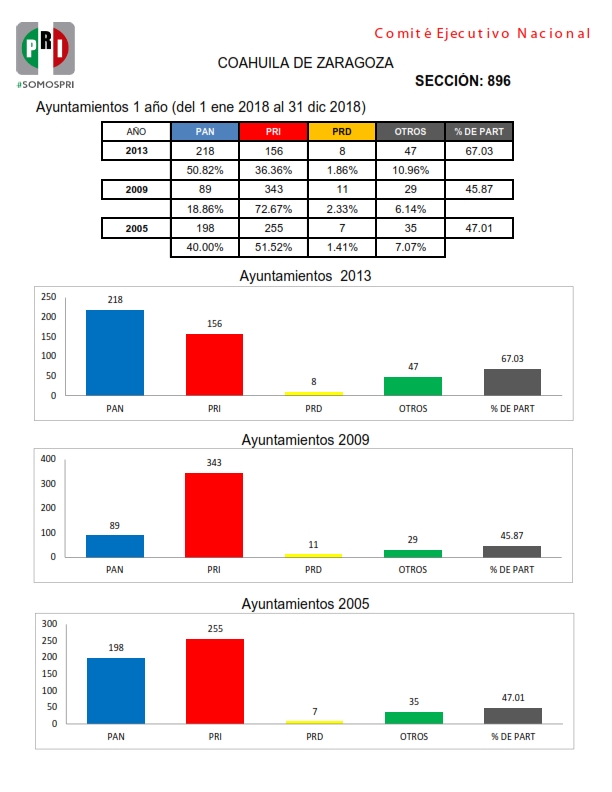 Comité Ejecutivo Nacional
PRI
#SOMOSPRI
COAHUILA DE ZARAGOZA
SECCIÓN: 896
Ayuntamientos 1 año (del 1 ene 2018 al 31 dic 2018)
AÑO PAN PRI PRD OTROS % DE PART
2013 218 156 8 47 67.03
50.82% 36.36% 1.86% 10.96%
2009 89 343 11 29 45.87
18.86% 72.67% 2.33% 6.14%
2005 198 255 7 35 47.01
40.00% 51.52% 1.41% 7.07%
Ayuntamientos 2013
250
200
150
100
50
0
218 156 8 47 67.03
PAN PRI PRD OTROS % DE PART
Ayuntamientos 2009
400
300
200
100
0
89 343 11 29 45.87
PAN PRI PRD OTROS % DE PART
Ayuntamientos 2005
300
250
200
150
100
50
0
198 255 7 35 47.01
PAN PRI PRD OTROS % DE PART